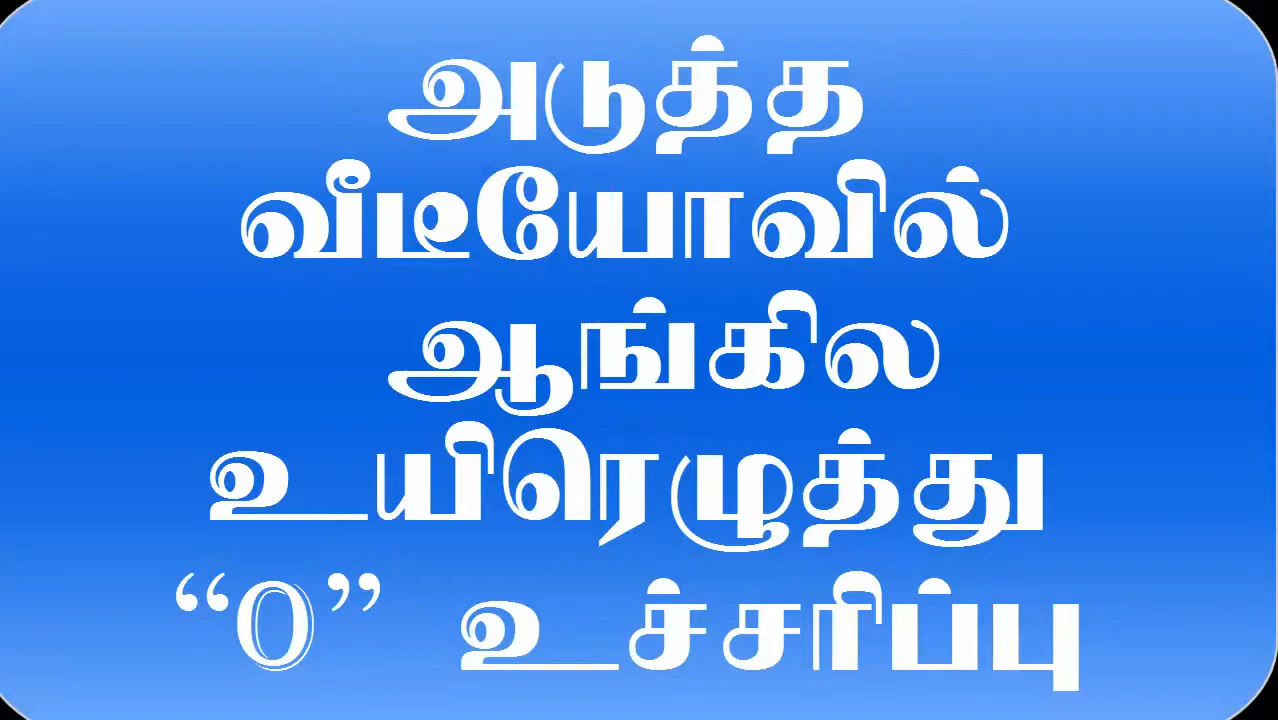 அடுத்த
வீடீயோவில்
ஆங்கில
உயிரெழுத்து
“O” உச்சரிப்பு